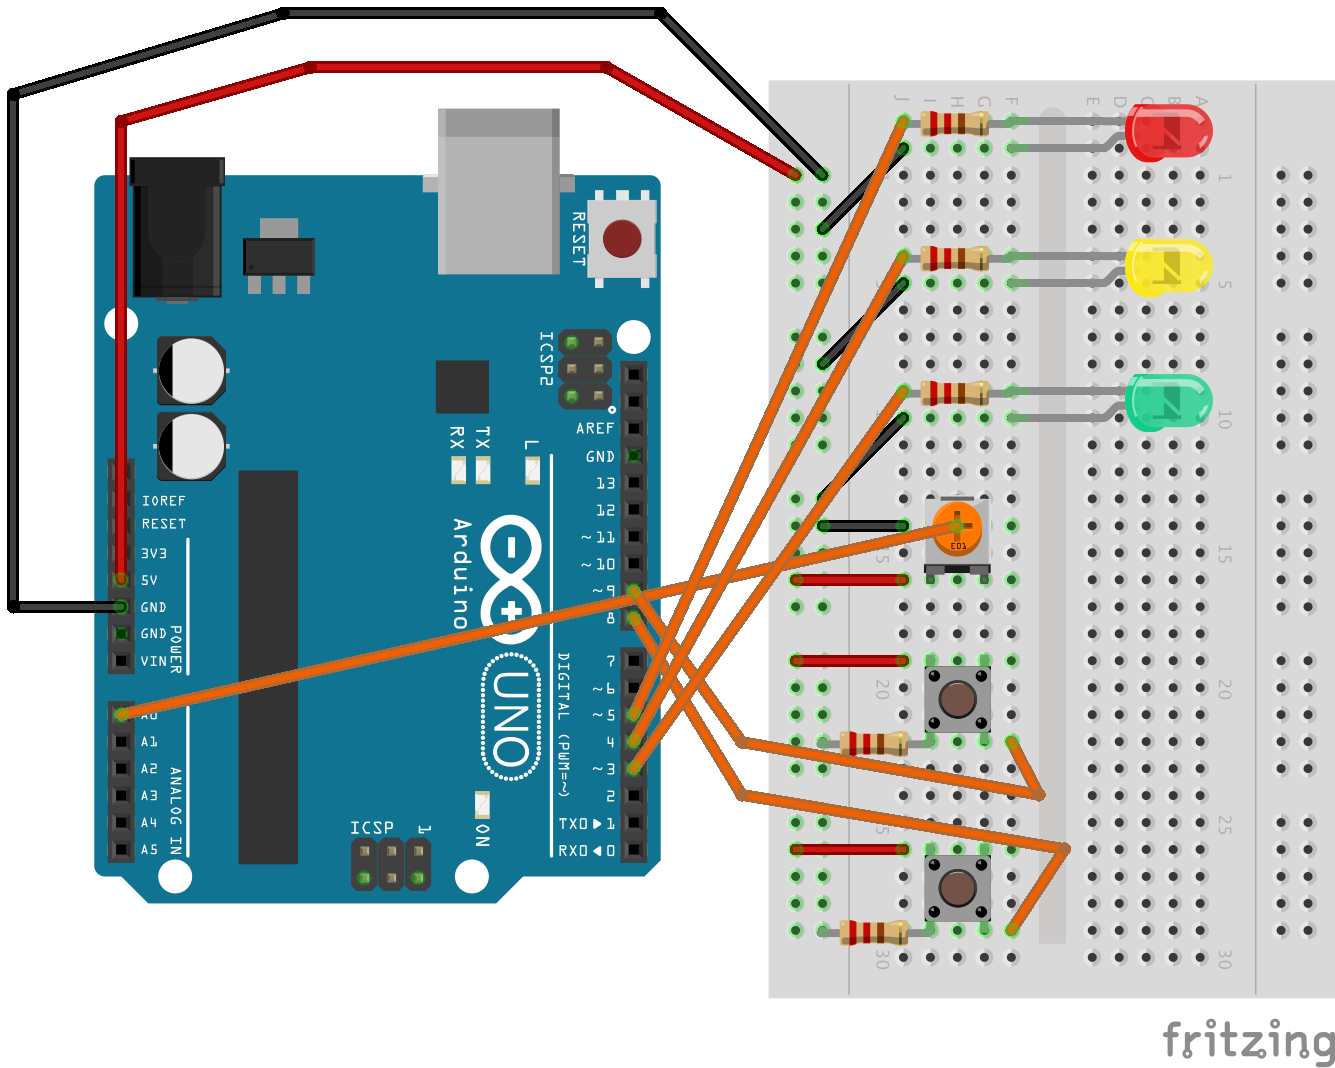 J I H G F E D C B A
RESET
ICSP2
AREF
GND
13
12
~11
~10
~9
8
7
~6
~5
4
~3
2
TX0▶1
RX0◀0
DIGITAL (PWM=~)
RX
TX
L
IOREF
RESET
3V3
5V
GND
GND
VIN
POWER
A0
A1
A2
A3
A4
A5
ANALOG IN
Arduino
UNO
ICSP
1
ON
E01
1
5
10
15
20
20
25
25
30
30
fritzing